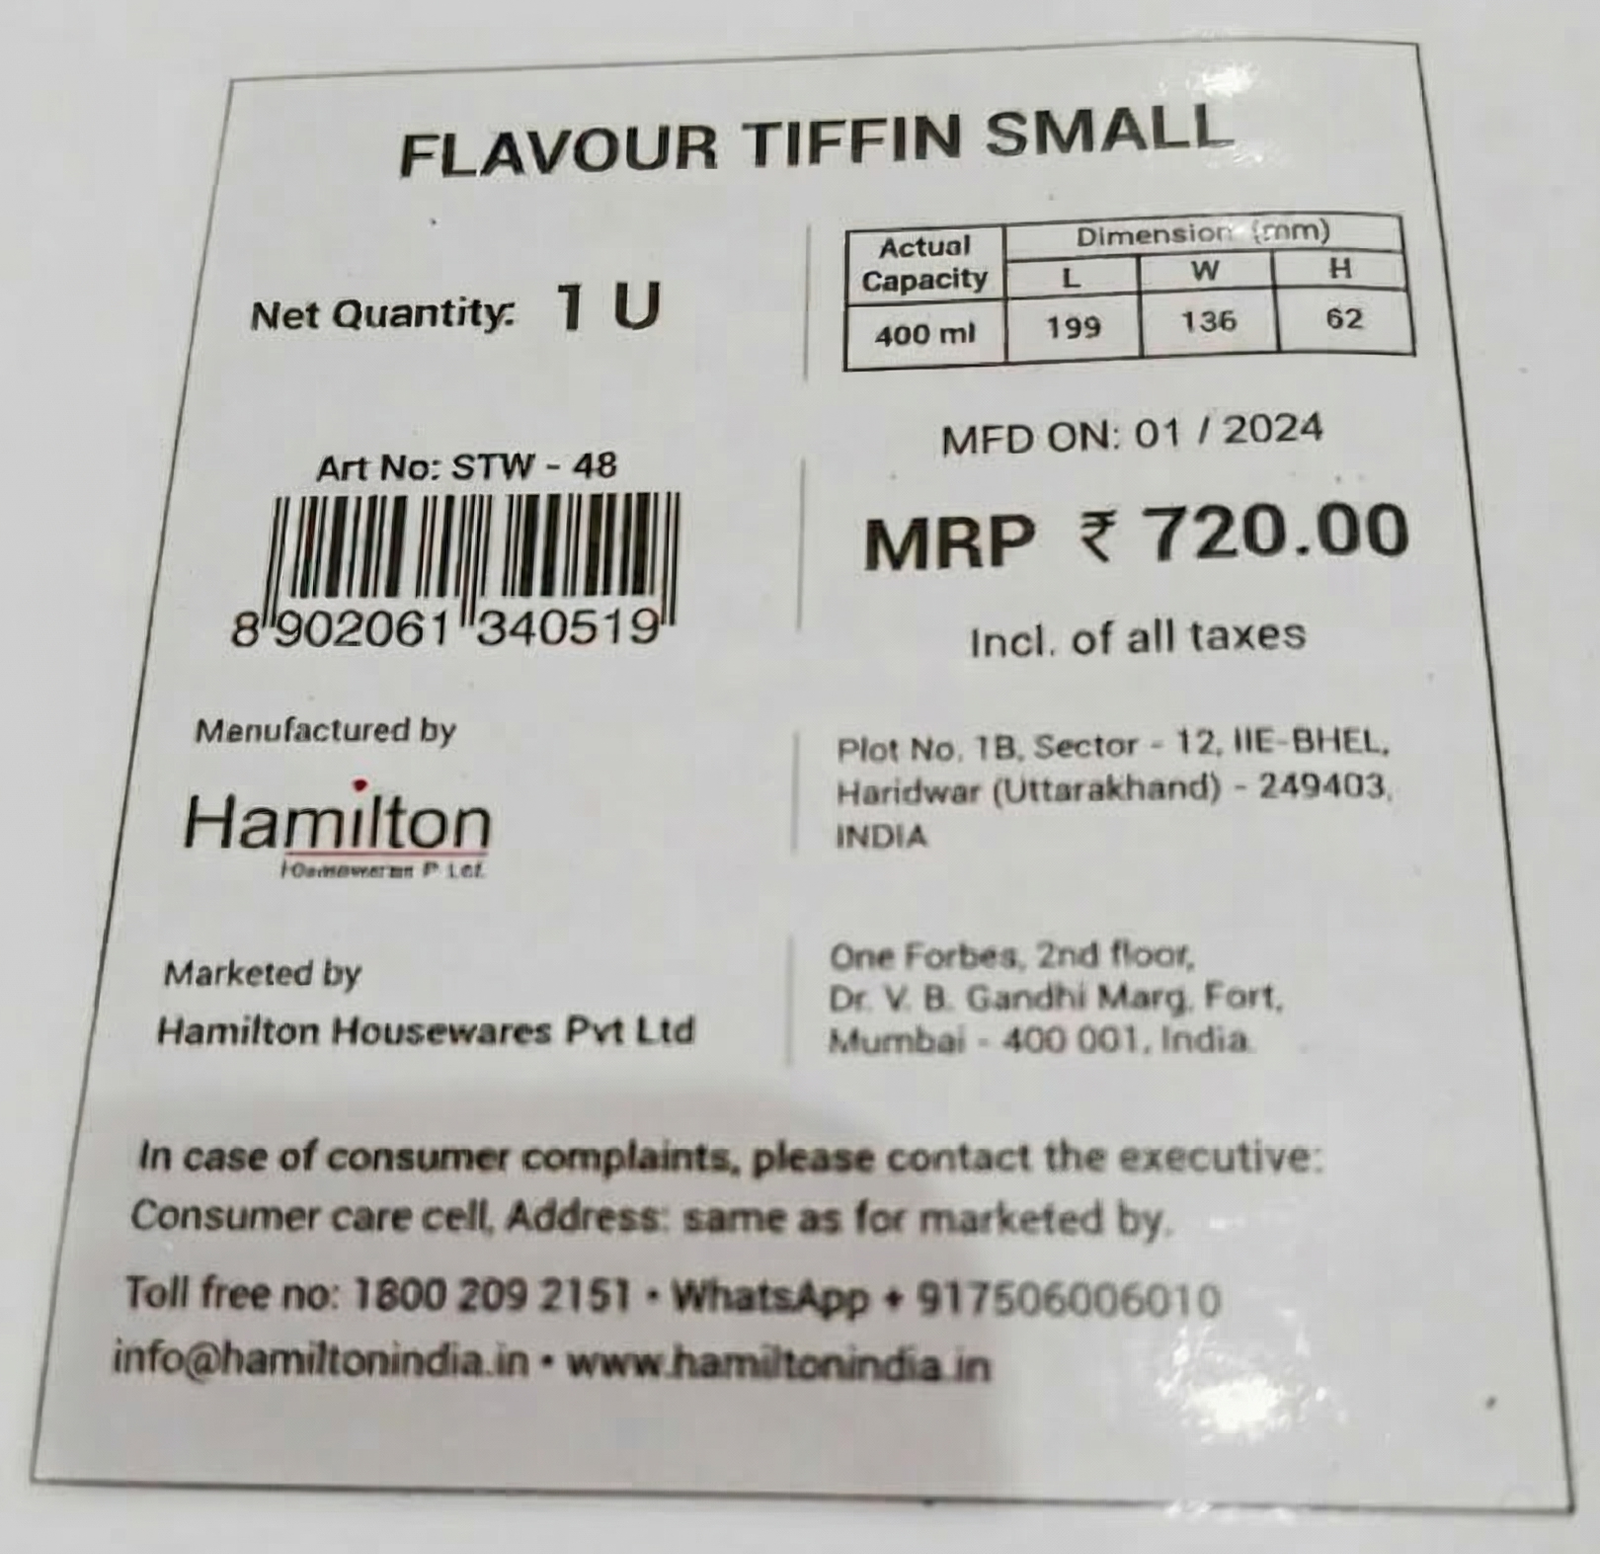 FLAVOUR TIFFIN SMALL
Net Quantity: 1 U
Actual Capacity Dimension (mm)
L W H
400 ml 199 136 62
Art No: STW - 48
8 902061 340519
MFD ON: 01 / 2024
MRP ₹ 720.00
Incl. of all taxes
Menufactured by
Hamilton
Plot No. 1B, Sector - 12, IIE-BHEL,
Haridwar (Uttarakhand) - 249403,
INDIA
Marketed by
Hamilton Housewares Pvt Ltd
One Forbes, 2nd floor,
Dr. V. B. Gandhi Marg, Fort,
Mumbai - 400 001, India.
In case of consumer complaints, please contact the executive:
Consumer care cell, Address: same as for marketed by.
Toll free no: 1800 209 2151 • WhatsApp + 917506006010
info@hamiltonindia.in • www.hamiltonindia.in